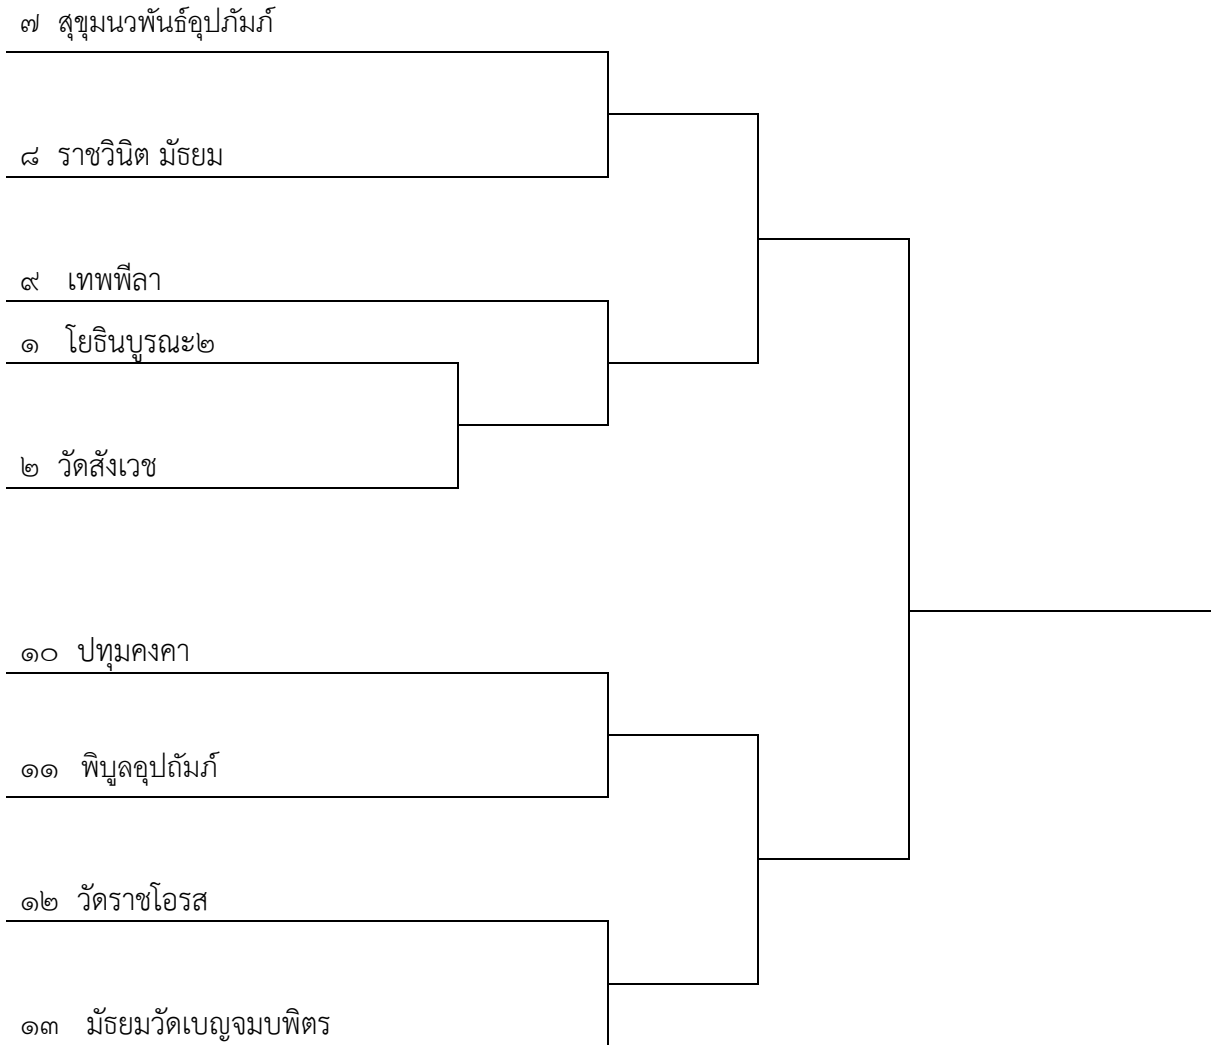 ๗ สุขุมนวพันธ์อุปภัมภ์
๘ ราชวินิต มัธยม
๙ เทพพีลา
๑ โยธินบูรณะ๒
๒ วัดสังเวช
๑๐ ปทุมคงคา
๑๑ พิบูลอุปถัมภ์
๑๒ วัดราชโอรส
๑๓ มัธยมวัดเบญจมบพิตร